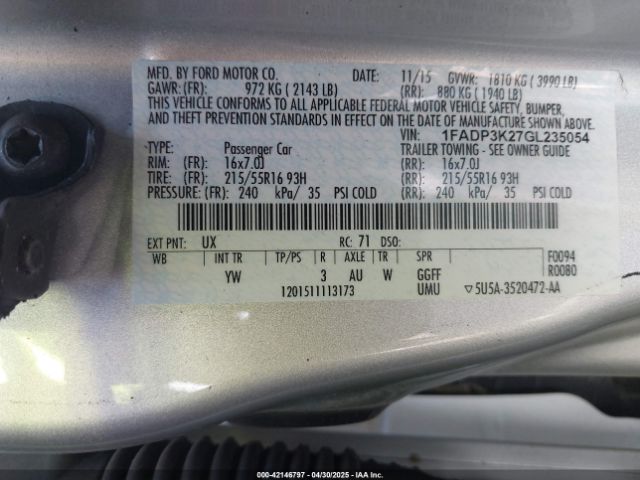 MFD. BY FORD MOTOR CO. DATE: 11/15 GVWR: 1810 KG ( 3990 LB)
GAWR: (FR): 972 KG ( 2143 LB) (RR): 880 KG ( 1940 LB)
THIS VEHICLE CONFORMS TO ALL APPLICABLE FEDERAL MOTOR VEHICLE SAFETY, BUMPER,
AND THEFT PREVENTION STANDARDS IN EFFECT ON THE DATE OF MANUFACTURE SHOWN ABOVE.
VIN: 1FADP3K27GL235054
TYPE: Passenger Car TRAILER TOWING - SEE OWNER GUIDE
RIM: (FR): 16x7.0J (RR): 16x7.0J
TIRE: (FR): 215/55R16 93H (RR): 215/55R16 93H
PRESSURE: (FR): 240 kPa/ 35 PSI COLD (RR): 240 kPa/ 35 PSI COLD
EXT PNT: UX RC: 71 DSO:
WB INT TR TP/PS R AXLE TR SPR F0094
YW 3 AU W GGFF R0080
1201511113173 UMU ▽5U5A-3520472-AA
000-42146797 - 04/30/2025 - IAA, Inc.